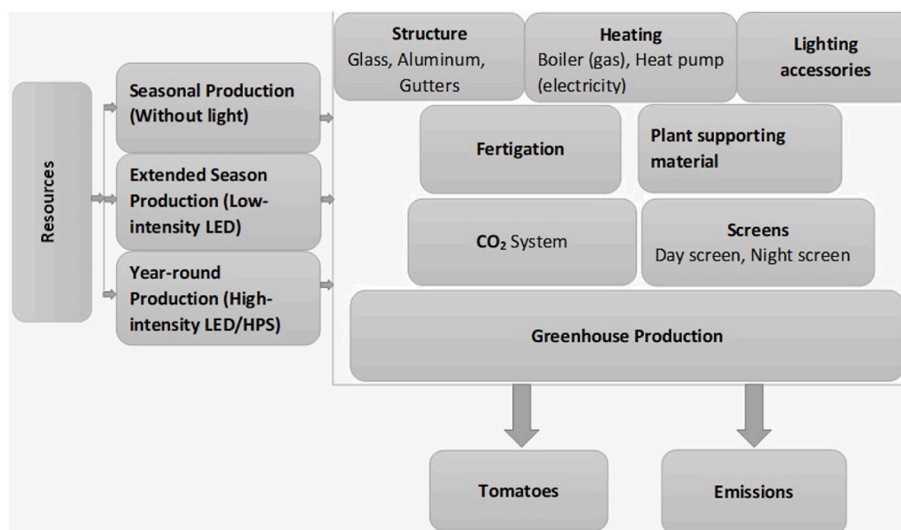 Resources
Seasonal Production
(Without light)
Extended Season
Production (Low-
intensity LED)
Year-round
Production (High-
intensity LED/HPS)
Structure
Glass, Aluminum,
Gutters
Heating
Boiler (gas), Heat pump
(electricity)
Lighting
accessories
Fertigation
Plant supporting
material
CO₂ System
Screens
Day screen, Night screen
Greenhouse Production
Tomatoes
Emissions